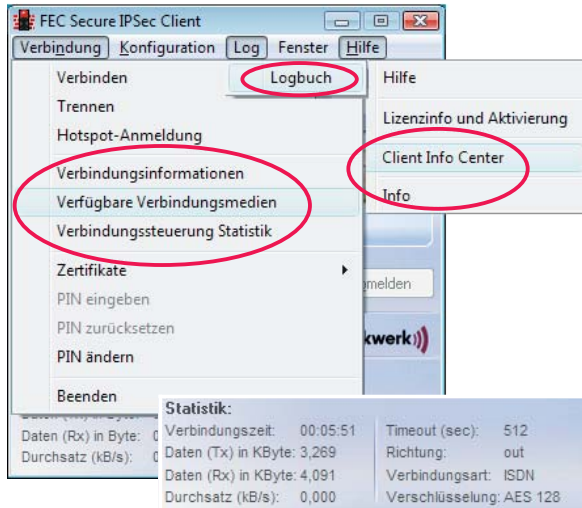 FEC Secure IPSec Client
Verbindung Konfiguration Log Fenster Hilfe
Verbinden
Trennen
Hotspot-Anmeldung
Verbindungsinformationen
Verfügbare Verbindungsmedien
Verbindungssteuerung Statistik
Zertifikate
PIN eingeben
PIN zurücksetzen
PIN ändern
Beenden
Logbuch
Hilfe
Lizenzinfo und Aktivierung
Client Info Center
Info
melden
kwerk
Daten (Rx) in Byte:
Durchsatz (kB/s):
Statistik:
Verbindungszeit: 00:05:51
Daten (Tx) in KByte: 3,269
Daten (Rx) in KByte: 4,091
Durchsatz (kB/s): 0,000
Timeout (sec): 512
Richtung: out
Verbindungsart: ISDN
Verschlüsselung: AES 128